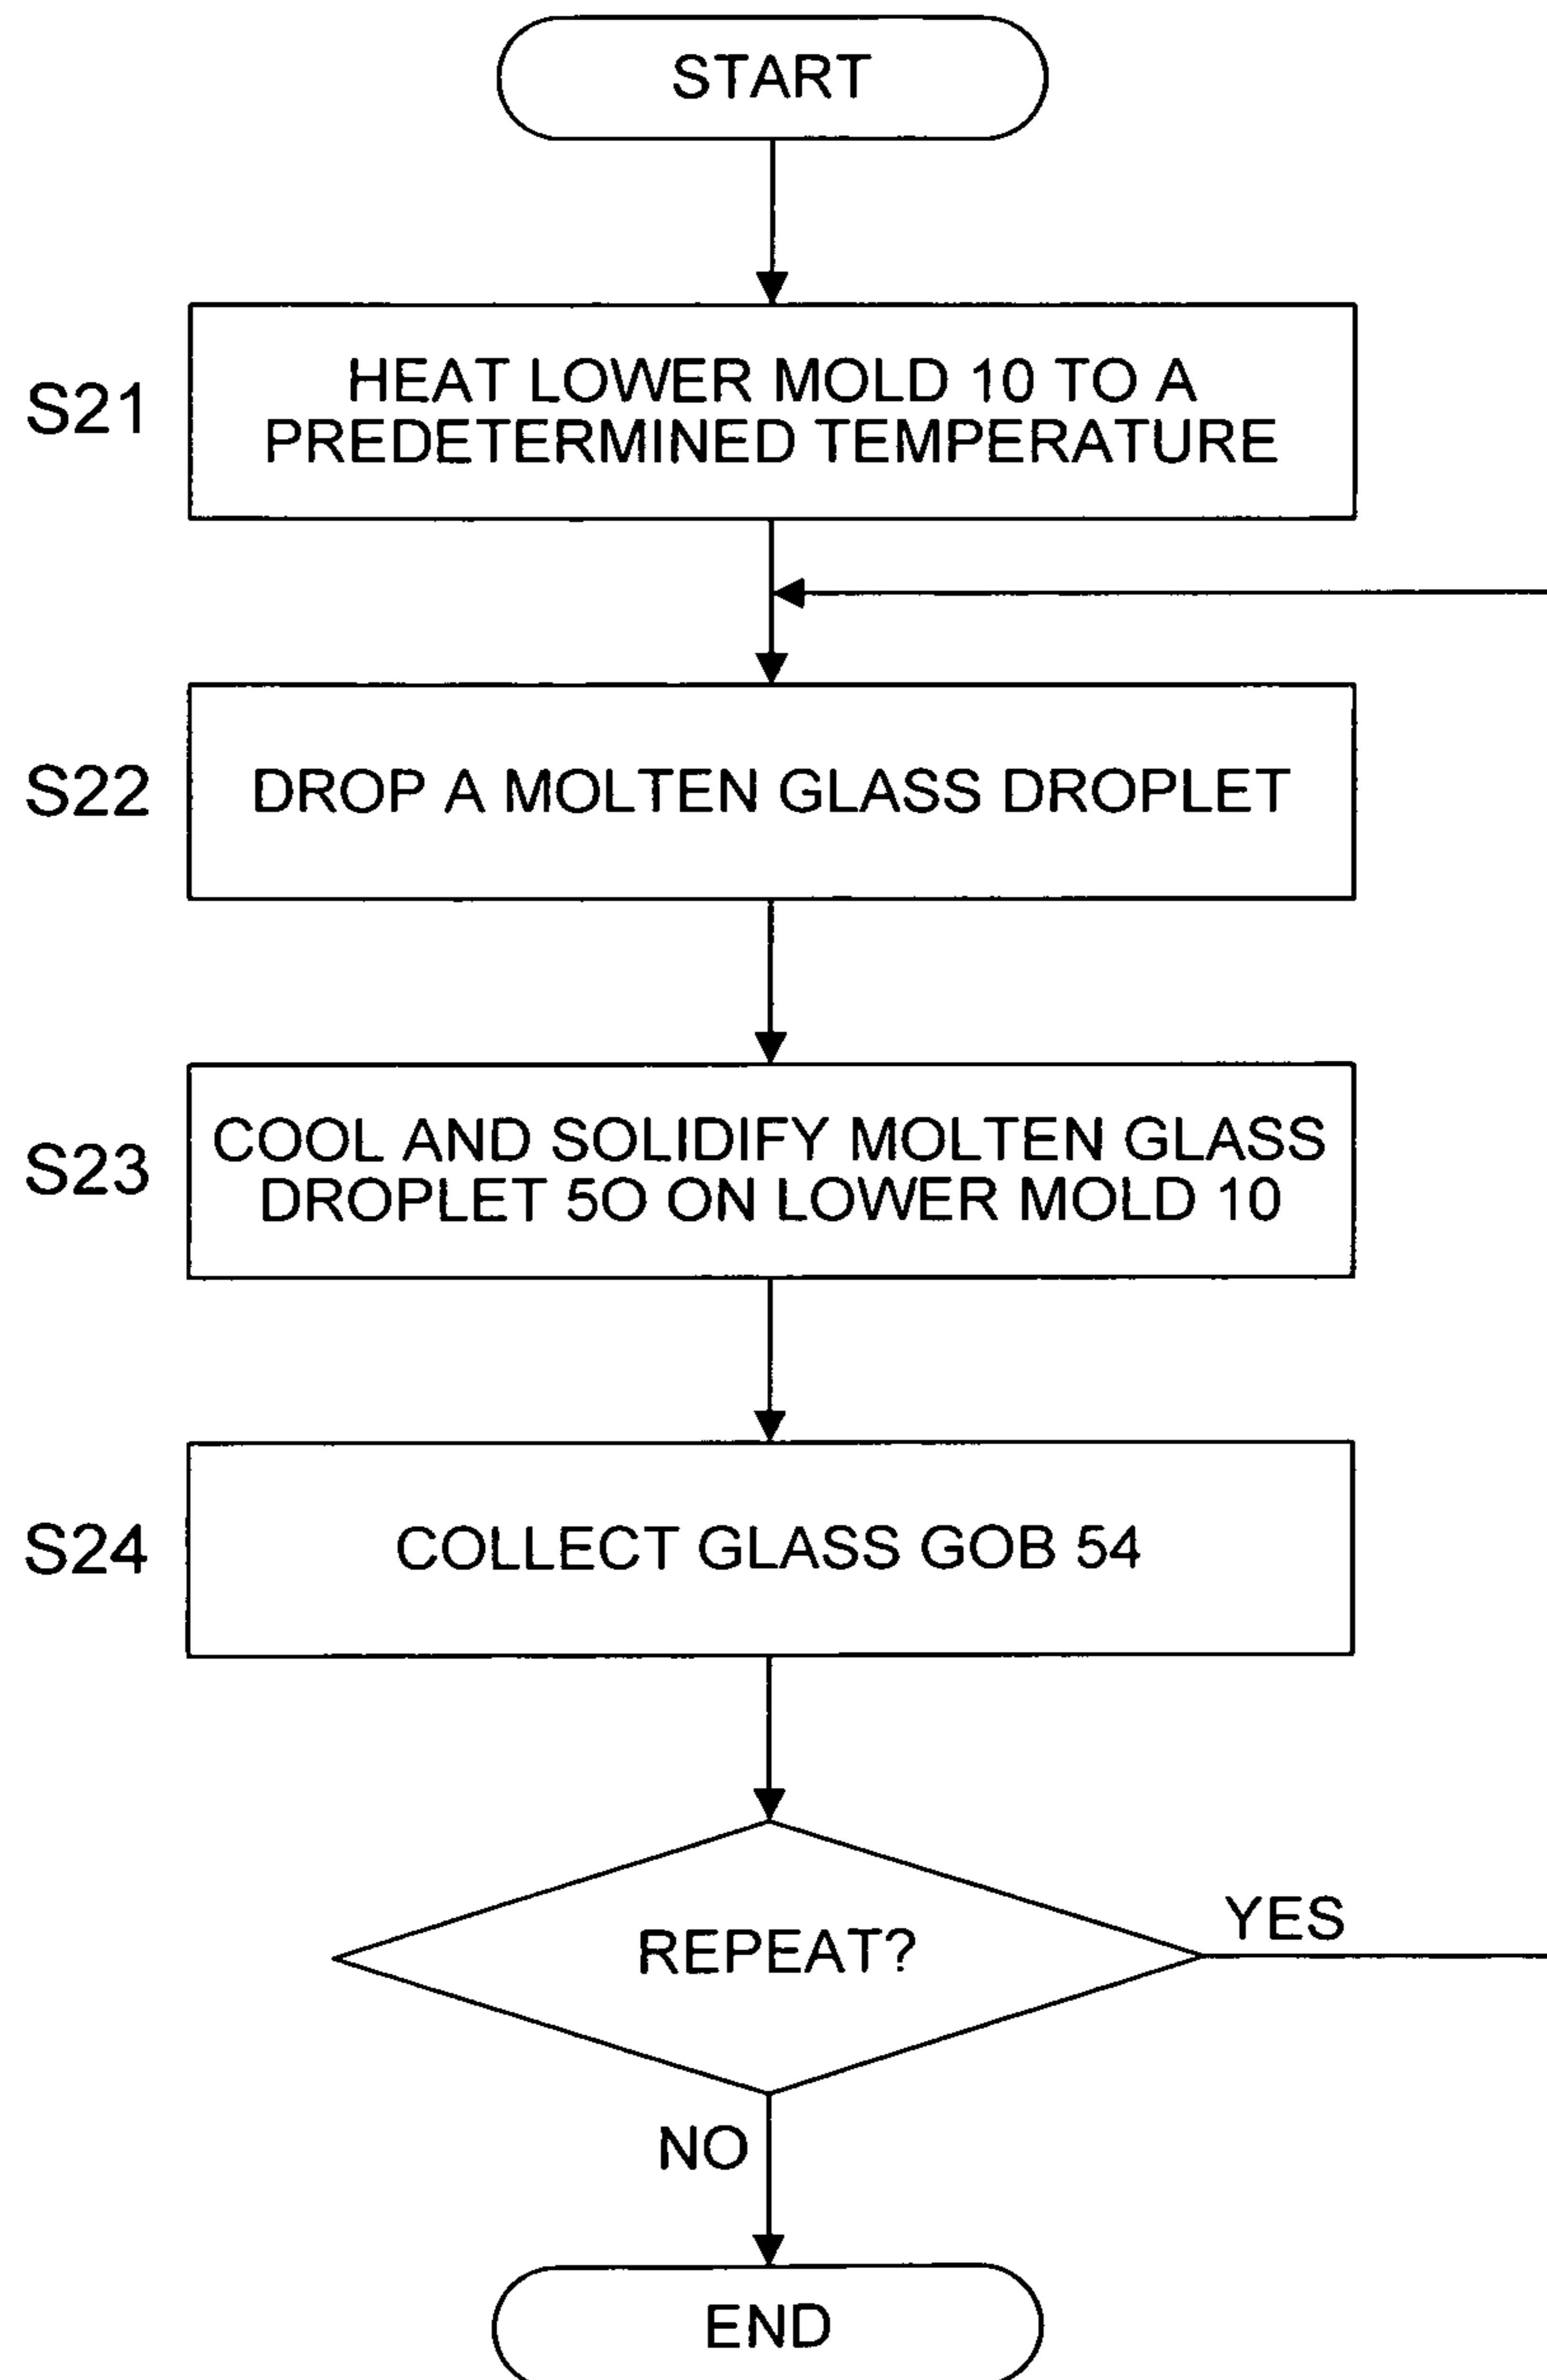 START
S21
HEAT LOWER MOLD 10 TO A
PREDETERMINED TEMPERATURE
S22
DROP A MOLTEN GLASS DROPLET
S23
COOL AND SOLIDIFY MOLTEN GLASS
DROPLET 5O ON LOWER MOLD 10
S24
COLLECT GLASS GOB 54
REPEAT?
YES
NO
END